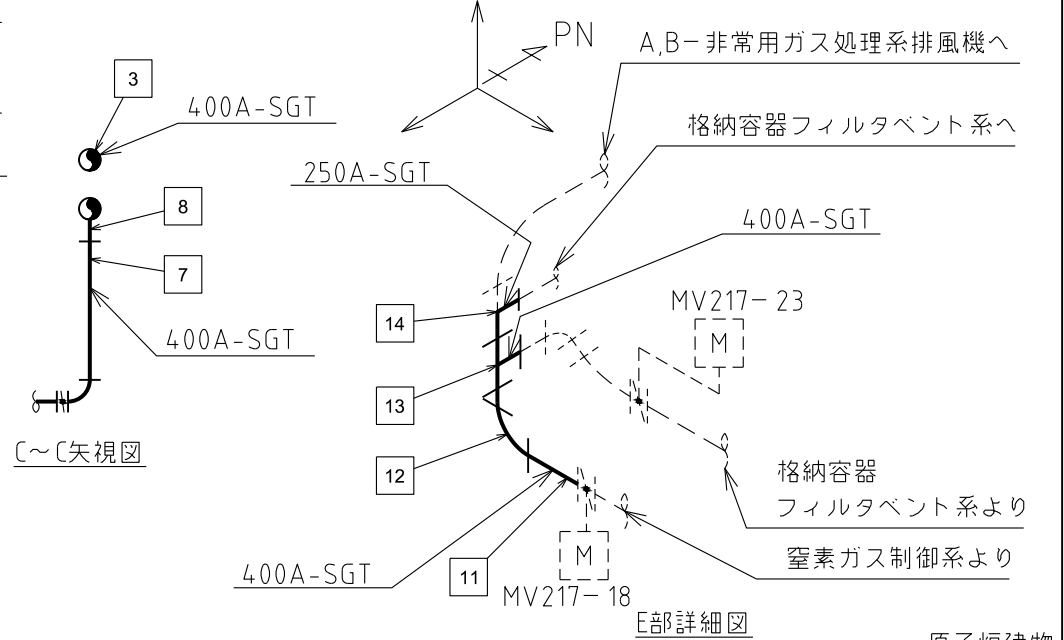 3
400A-SGT
8
7
400A-SGT
C～C矢視図
PN
A,B-非常用ガス処理系排風機へ
格納容器フィルタベント系へ
250A-SGT
400A-SGT
MV217-23
M
14
13
12
格納容器
フィルタベント系より
窒素ガス制御系より
400A-SGT
11
M
MV217-18
E部詳細図
原子炉建物